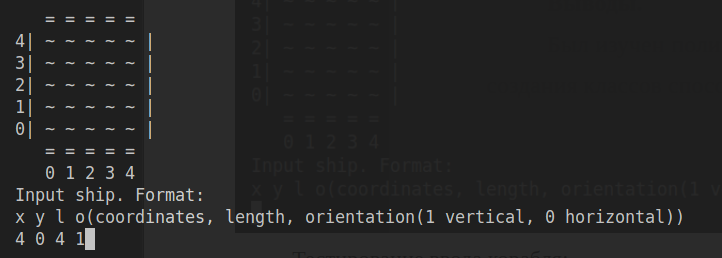 = = = = =
4| ~ ~ ~ ~ ~ |
3| ~ ~ ~ ~ ~ |
2| ~ ~ ~ ~ ~ |
1| ~ ~ ~ ~ ~ |
0| ~ ~ ~ ~ ~ |
= = = = =
0 1 2 3 4
Input ship. Format:
x y l o(coordinates, length, orientation(1 vertical, 0 horizontal))
4 0 4 1
4| ~ ~ ~ ~ ~ |
3| ~ ~ ~ ~ ~ |
2| ~ ~ ~ ~ ~ |
1| ~ ~ ~ ~ ~ |
0| ~ ~ ~ ~ ~ |
= = = = =
0 1 2 3 4
Input ship. Format:
x y l o(coordinates, length, orientation(1 v